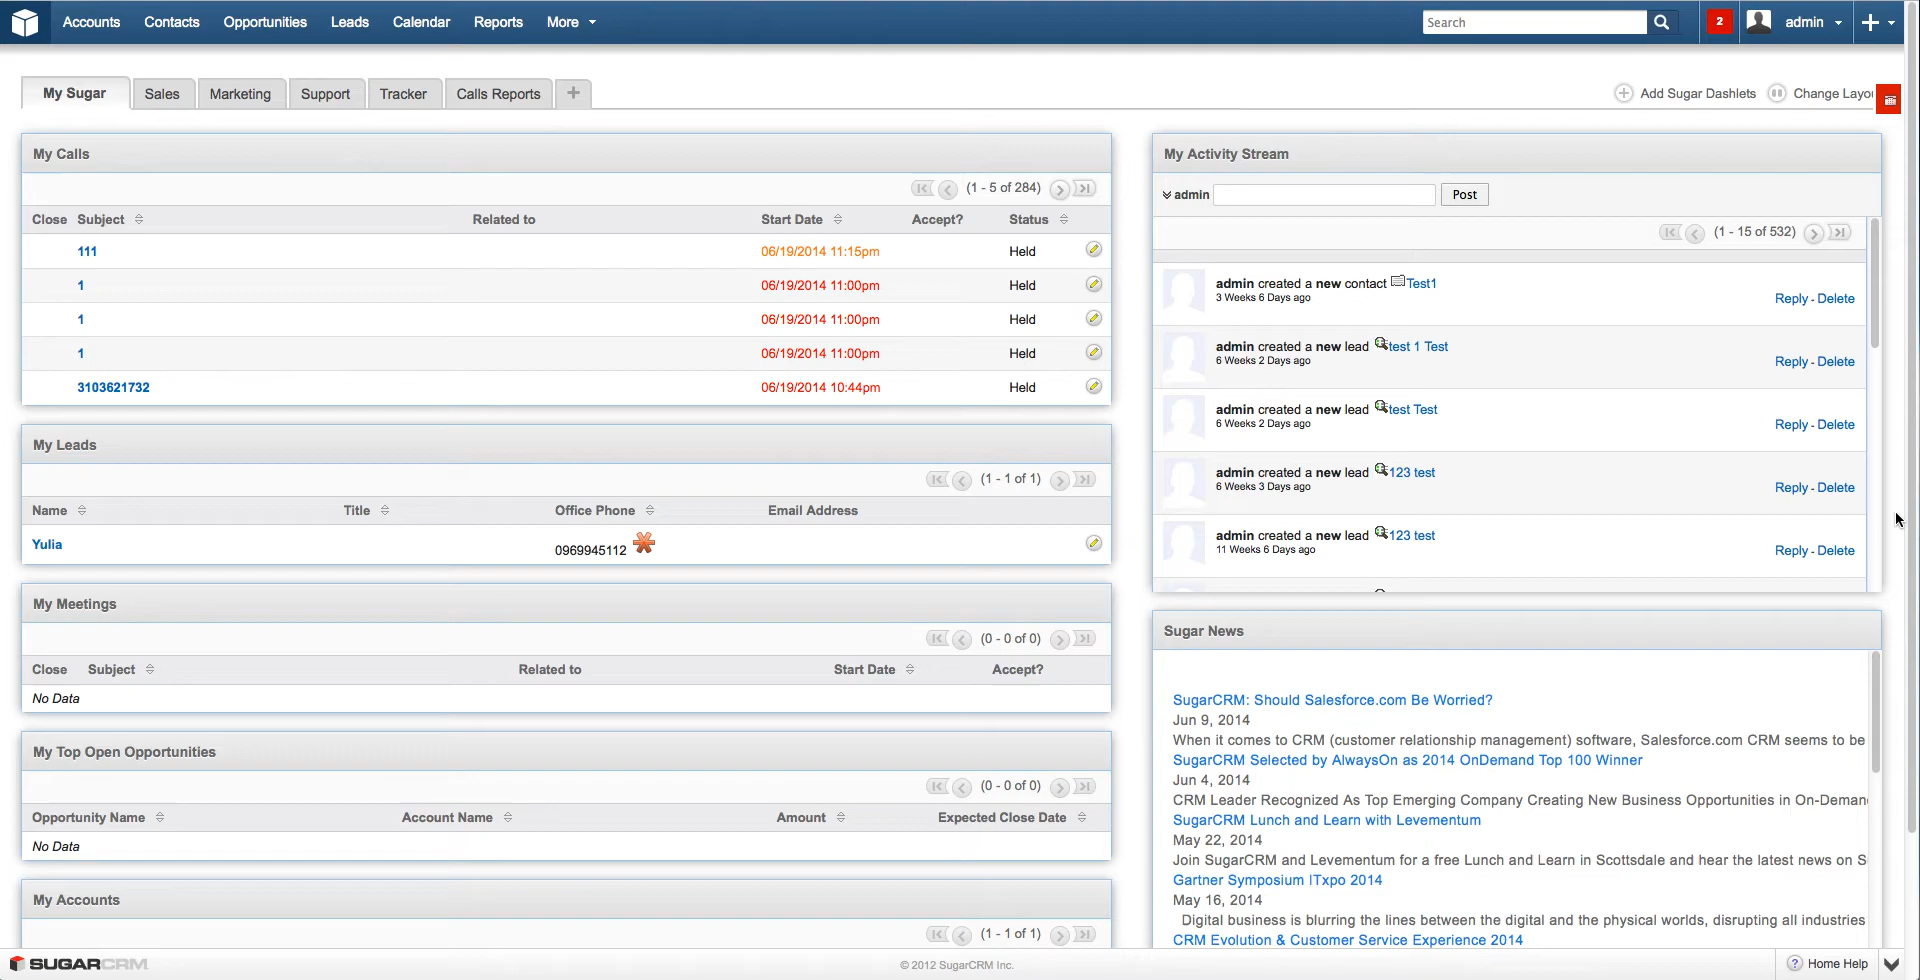 Accounts Contacts Opportunities Leads Calendar Reports More Search 2 admin
My Sugar Sales Marketing Support Tracker Calls Reports Add Sugar Dashlets Change Layou
My Calls
(1 - 5 of 284)
Close Subject Related to Start Date Accept? Status
111 06/19/2014 11:15pm Held
1 06/19/2014 11:00pm Held
1 06/19/2014 11:00pm Held
1 06/19/2014 11:00pm Held
3103621732 06/19/2014 10:44pm Held
My Leads
(1 - 1 of 1)
Name Title Office Phone Email Address
Yulia 0969945112
My Meetings
(0 - 0 of 0)
Close Subject Related to Start Date Accept?
No Data
My Top Open Opportunities
(0 - 0 of 0)
Opportunity Name Account Name Amount Expected Close Date
No Data
My Accounts
(1 - 1 of 1)
My Activity Stream
admin Post
(1 - 15 of 532)
admin created a new contact Test1
3 Weeks 6 Days ago
Reply - Delete
admin created a new lead test 1 Test
6 Weeks 2 Days ago
Reply - Delete
admin created a new lead test Test
6 Weeks 2 Days ago
Reply - Delete
admin created a new lead 123 test
6 Weeks 3 Days ago
Reply - Delete
admin created a new lead 123 test
11 Weeks 6 Days ago
Reply - Delete
Sugar News
SugarCRM: Should Salesforce.com Be Worried?
Jun 9, 2014
When it comes to CRM (customer relationship management) software, Salesforce.com CRM seems to be
SugarCRM Selected by AlwaysOn as 2014 OnDemand Top 100 Winner
Jun 4, 2014
CRM Leader Recognized As Top Emerging Company Creating New Business Opportunities in On-Deman
SugarCRM Lunch and Learn with Levementum
May 22, 2014
Join SugarCRM and Levementum for a free Lunch and Learn in Scottsdale and hear the latest news on S
Gartner Symposium ITxpo 2014
May 16, 2014
Digital business is blurring the lines between the digital and the physical worlds, disrupting all industries
CRM Evolution & Customer Service Experience 2014
SUGARCRM © 2012 SugarCRM Inc. ? Home Help